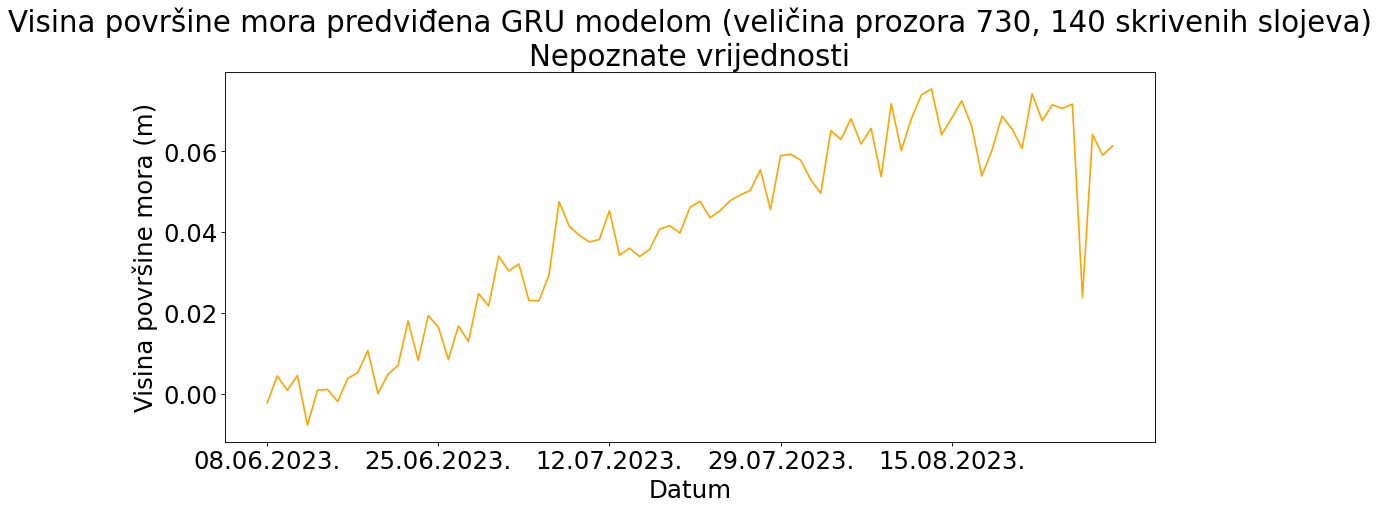 Visina površine mora predviđena GRU modelom (veličina prozora 730, 140 skrivenih slojeva)
Nepoznate vrijednosti
Visina površine mora (m)
0.06
0.04
0.02
0.00
08.06.2023. 25.06.2023. 12.07.2023. 29.07.2023. 15.08.2023.
Datum